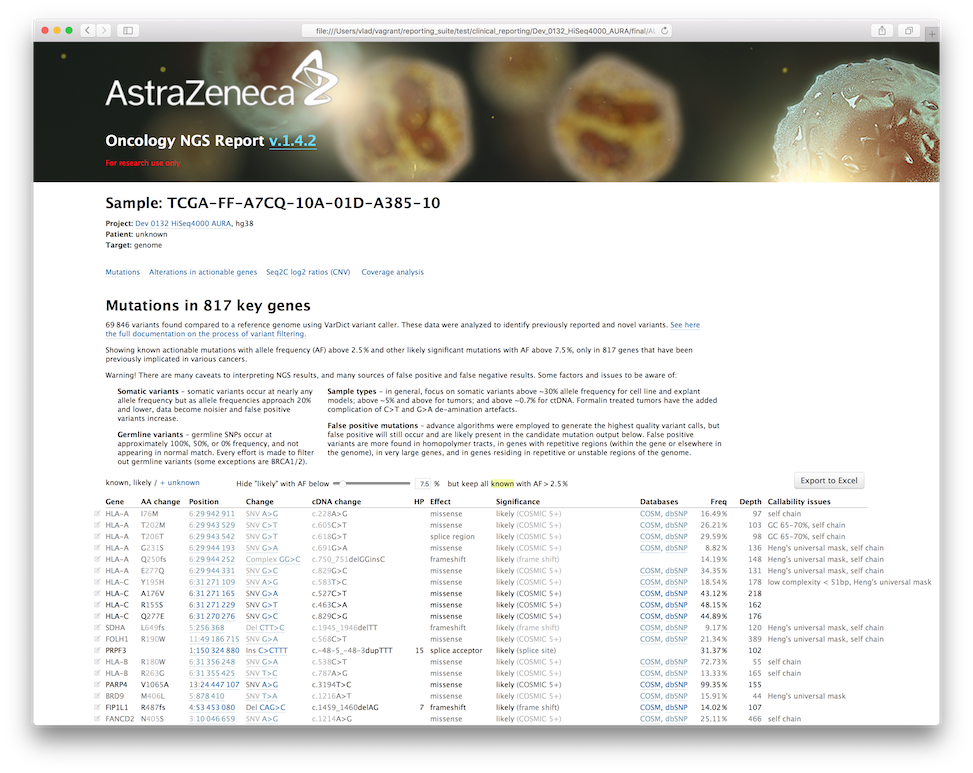 file:///Users/vlad/vagrant/reporting_suite/test/clinical_reporting/Dev_0132_HiSeq4000_AURA/final/AU
AstraZeneca
Oncology NGS Report v.1.4.2
For research use only
Sample: TCGA-FF-A7CQ-10A-01D-A385-10
Project: Dev 0132 HiSeq4000 AURA, hg38
Patient: unknown
Target: genome
Mutations Alterations in actionable genes Seq2C log2 ratios (CNV) Coverage analysis
Mutations in 817 key genes
69 846 variants found compared to a reference genome using VarDict variant caller. These data were analyzed to identify previously reported and novel variants. See here
the full documentation on the process of variant filtering.
Showing known actionable mutations with allele frequency (AF) above 2.5% and other likely significant mutations with AF above 7.5%, only in 817 genes that have been
previously implicated in various cancers.
Warning! There are many caveats to interpreting NGS results, and many sources of false positive and false negative results. Some factors and issues to be aware of:
Somatic variants – somatic variants occur at nearly any
allele frequency but as allele frequencies approach 20%
and lower, data become noisier and false positive
variants increase.
Germline variants – germline SNPs occur at
approximately 100%, 50%, or 0% frequency, and not
appearing in normal match. Every effort is made to filter
out germline variants (some exceptions are BRCA1/2).
Sample types – in general, focus on somatic variants above ~30% allele frequency for cell line and explant
models; above ~5% and above for tumors; and above ~0.7% for ctDNA. Formalin treated tumors have the added
complication of C>T and G>A de-amination artefacts.
False positive mutations – advance algorithms were employed to generate the highest quality variant calls, but
false positive will still occur and are likely present in the candidate mutation output below. False positive
variants are more found in homopolymer tracts, in genes with repetitive regions (within the gene or elsewhere in
the genome), in very large genes, and in genes residing in repetitive or unstable regions of the genome.
known, likely / + unknown Hide "likely" with AF below 7.5 % but keep all known with AF > 2.5% Export to Excel
Gene AA change Position Change cDNA change HP Effect Significance Databases Freq Depth Callability issues
HLA-A I76M 6:29 942 911 SNV A>G c.228A>G missense likely (COSMIC 5+) COSM, dbSNP 16.49% 97 self chain
HLA-A T202M 6:29 943 529 SNV C>T c.605C>T missense likely (COSMIC 5+) COSM, dbSNP 26.21% 103 GC 65-70%, self chain
HLA-A T206T 6:29 943 542 SNV G>T c.618G>T splice region likely (COSMIC 5+) COSM, dbSNP 29.59% 98 GC 65-70%, self chain
HLA-A G231S 6:29 944 193 SNV G>A c.691G>A missense likely (COSMIC 5+) COSM, dbSNP 8.82% 136 Heng's universal mask, self chain
HLA-A Q250fs 6:29 944 252 Complex GG>C c.750_751delGGinsC frameshift likely (frame shift) 14.19% 148 Heng's universal mask, self chain
HLA-A E277Q 6:29 944 331 SNV G>C c.829G>C missense likely (COSMIC 5+) COSM, dbSNP 34.35% 131 Heng's universal mask, self chain
HLA-C Y195H 6:31 271 109 SNV A>G c.583T>C missense likely (COSMIC 5+) COSM, dbSNP 18.54% 178 low complexity < 51bp, Heng's universal mask
HLA-C A176V 6:31 271 165 SNV G>A c.527C>T missense likely (COSMIC 5+) COSM, dbSNP 43.12% 218
HLA-C R155S 6:31 271 229 SNV G>T c.463C>A missense likely (COSMIC 5+) COSM, dbSNP 48.15% 162
HLA-C Q277E 6:31 270 276 SNV G>C c.829C>G missense likely (COSMIC 5+) COSM, dbSNP 44.89% 176
SDHA L649fs 5:256 368 Del CTT>C c.1945_1946delTT frameshift likely (frame shift) COSM, dbSNP 9.17% 120 Heng's universal mask, self chain
FOLH1 R190W 11:49 186 715 SNV G>A c.568C>T missense likely (COSMIC 5+) COSM, dbSNP 21.34% 389 Heng's universal mask, self chain
PRPF3 1:150 324 880 Ins C>CTTT c.-48-5_-48-3dupTTT 15 splice acceptor likely (splice site) 31.37% 102
HLA-B R180W 6:31 356 248 SNV G>A c.538C>T missense likely (COSMIC 5+) COSM, dbSNP 72.73% 55 self chain
HLA-B R263G 6:31 355 425 SNV T>C c.787A>G missense likely (COSMIC 5+) COSM, dbSNP 13.33% 165 self chain
PARP4 V1065A 13:24 447 107 SNV A>G c.3194T>C missense likely (COSMIC 5+) COSM, dbSNP 99.35% 155
BRD9 M406L 5:878 410 SNV T>A c.1216A>T missense likely (COSMIC 5+) COSM, dbSNP 15.91% 44 Heng's universal mask
FIP1L1 R487fs 4:53 453 080 Del CAG>C c.1459_1460delAG 7 frameshift likely (frame shift) COSM, dbSNP 14.02% 107
FANCD2 N405S 3:10 046 659 SNV A>G c.1214A>G missense likely (COSMIC 5+) COSM, dbSNP 25.11% 466 self chain